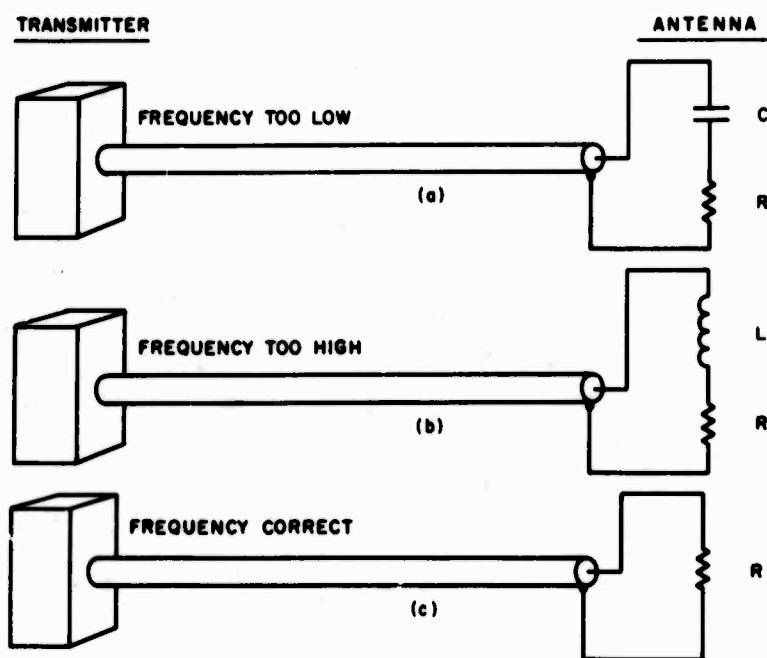 TRANSMITTER
ANTENNA
FREQUENCY TOO LOW
C
(a)
R
FREQUENCY TOO HIGH
L
(b)
R
FREQUENCY CORRECT
R
(c)